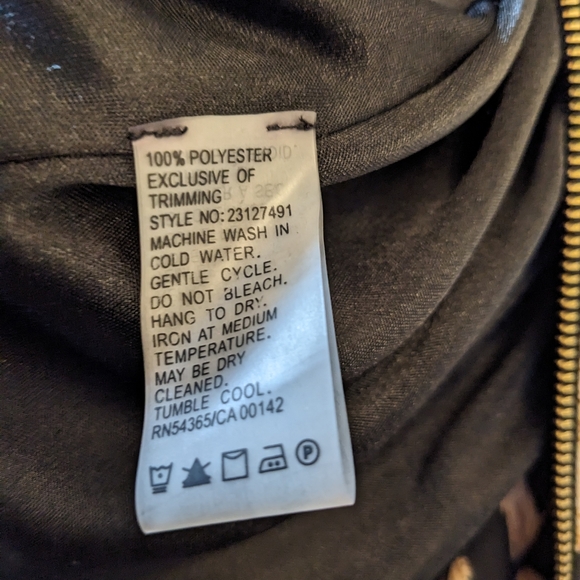 100% POLYESTER
EXCLUSIVE OF
TRIMMING
STYLE NO: 23127491
MACHINE WASH IN
COLD WATER.
GENTLE CYCLE.
DO NOT BLEACH.
HANG TO DRY.
IRON AT MEDIUM
TEMPERATURE.
MAY BE DRY
CLEANED.
TUMBLE COOL.
RN54365/CA 00142
P